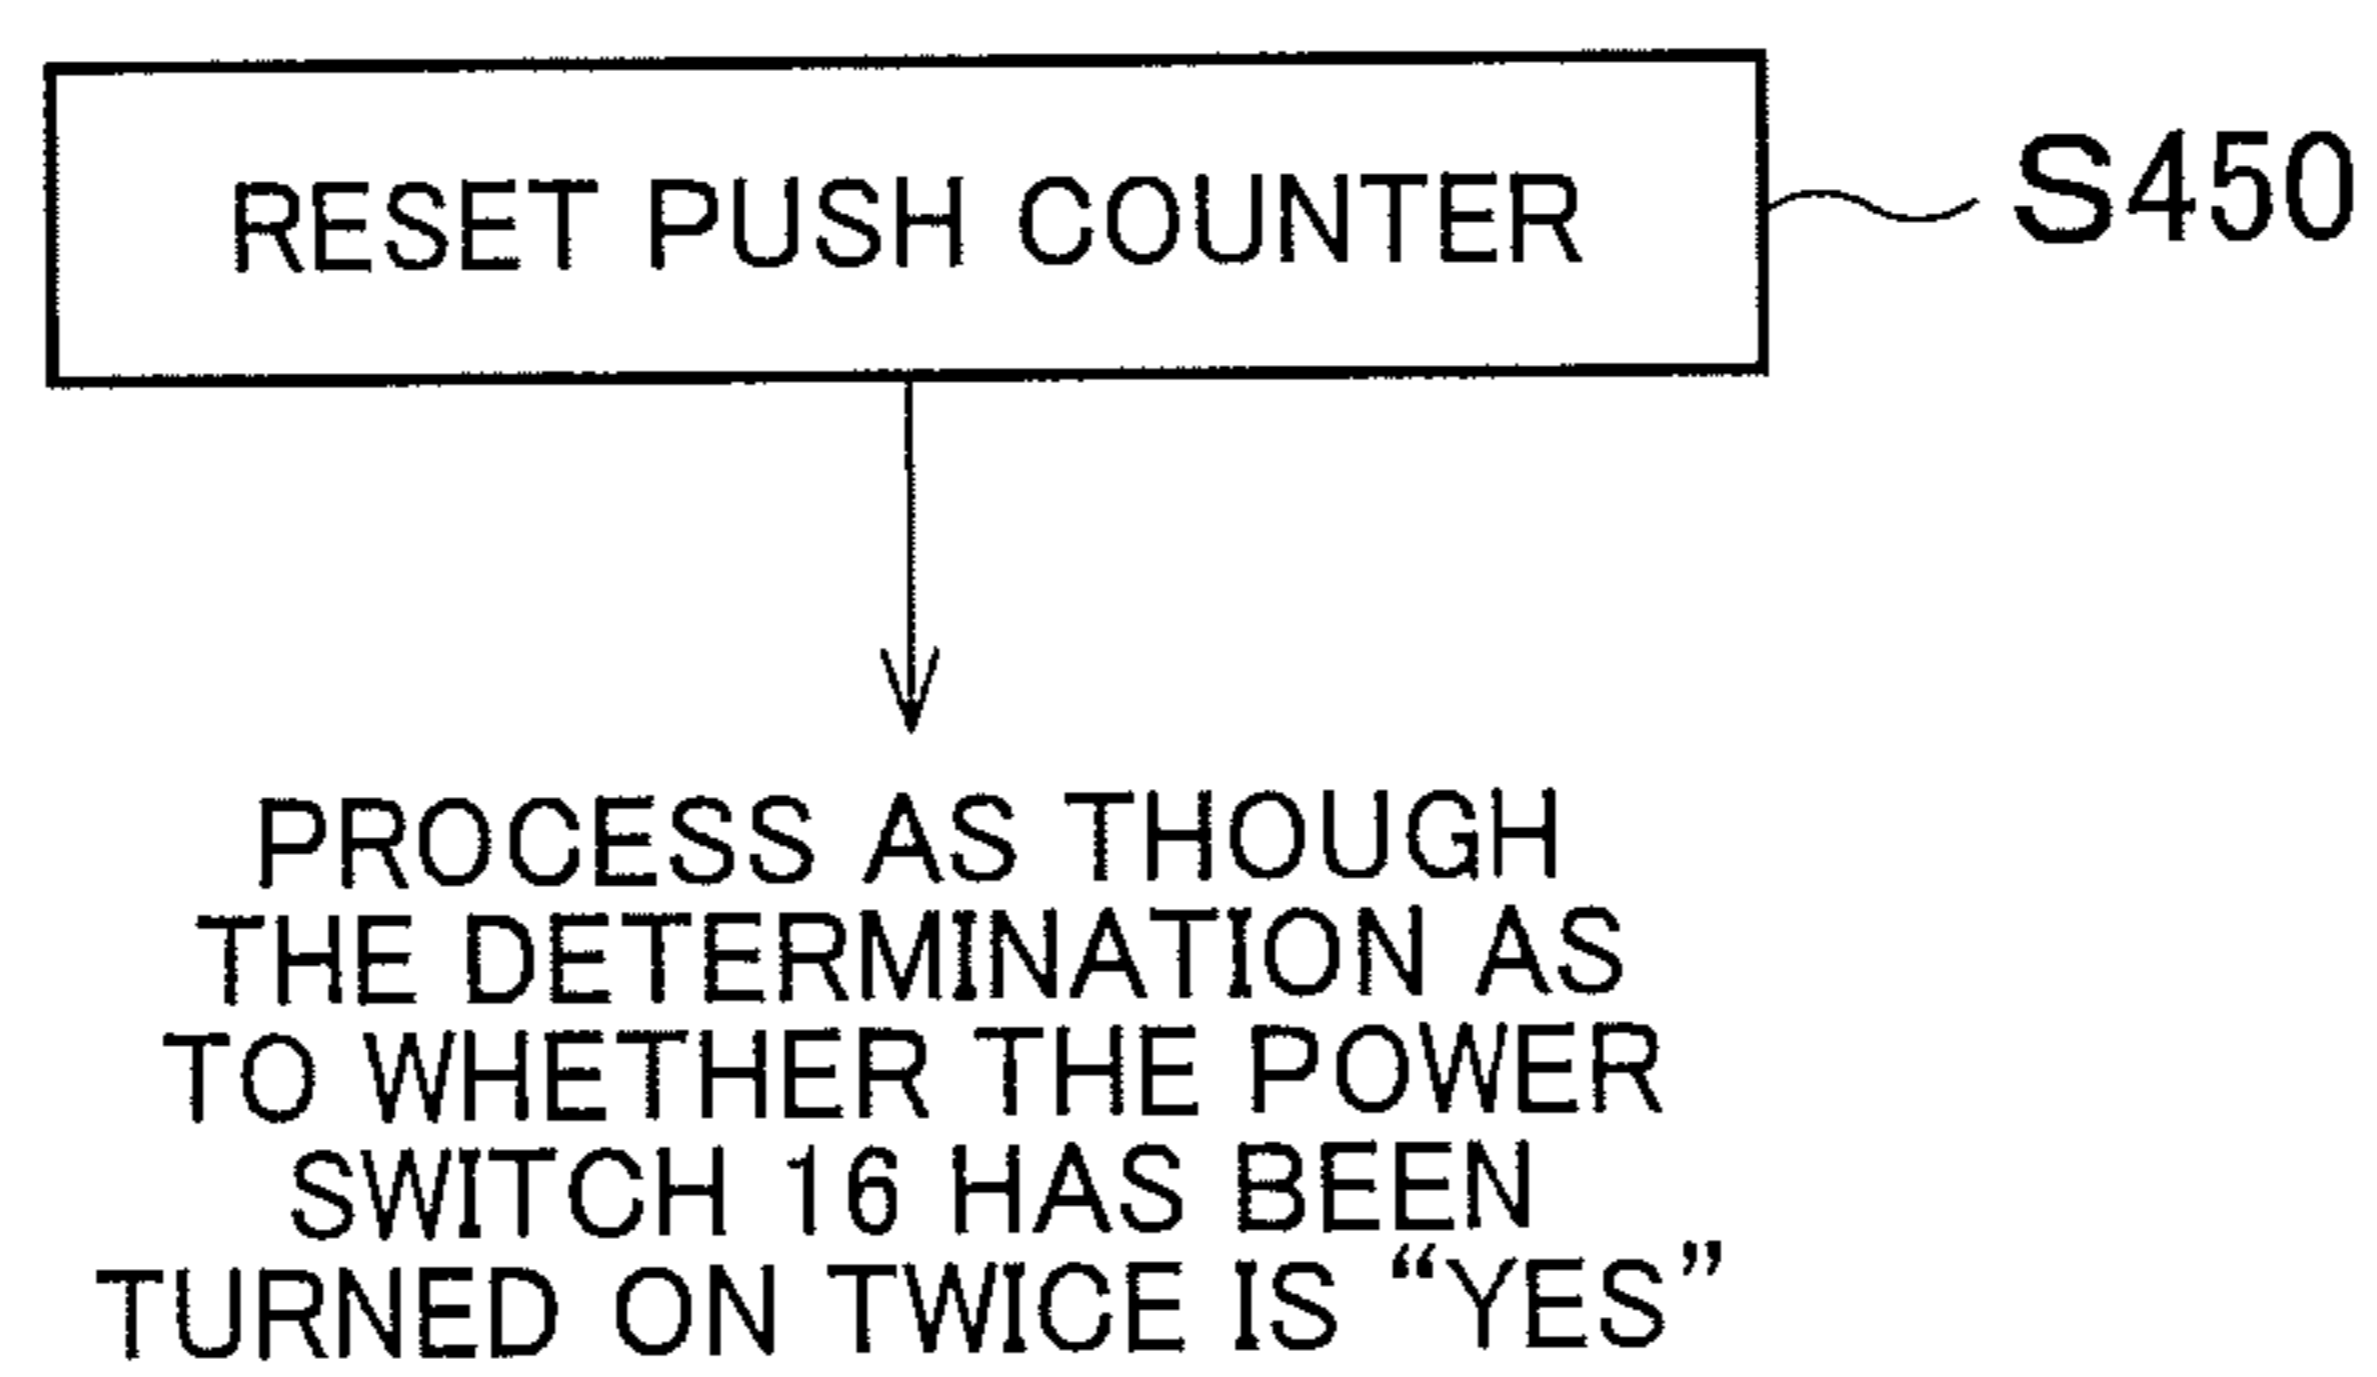 RESET PUSH COUNTER
S450
PROCESS AS THOUGH
THE DETERMINATION AS
TO WHETHER THE POWER
SWITCH 16 HAS BEEN
TURNED ON TWICE IS “YES”